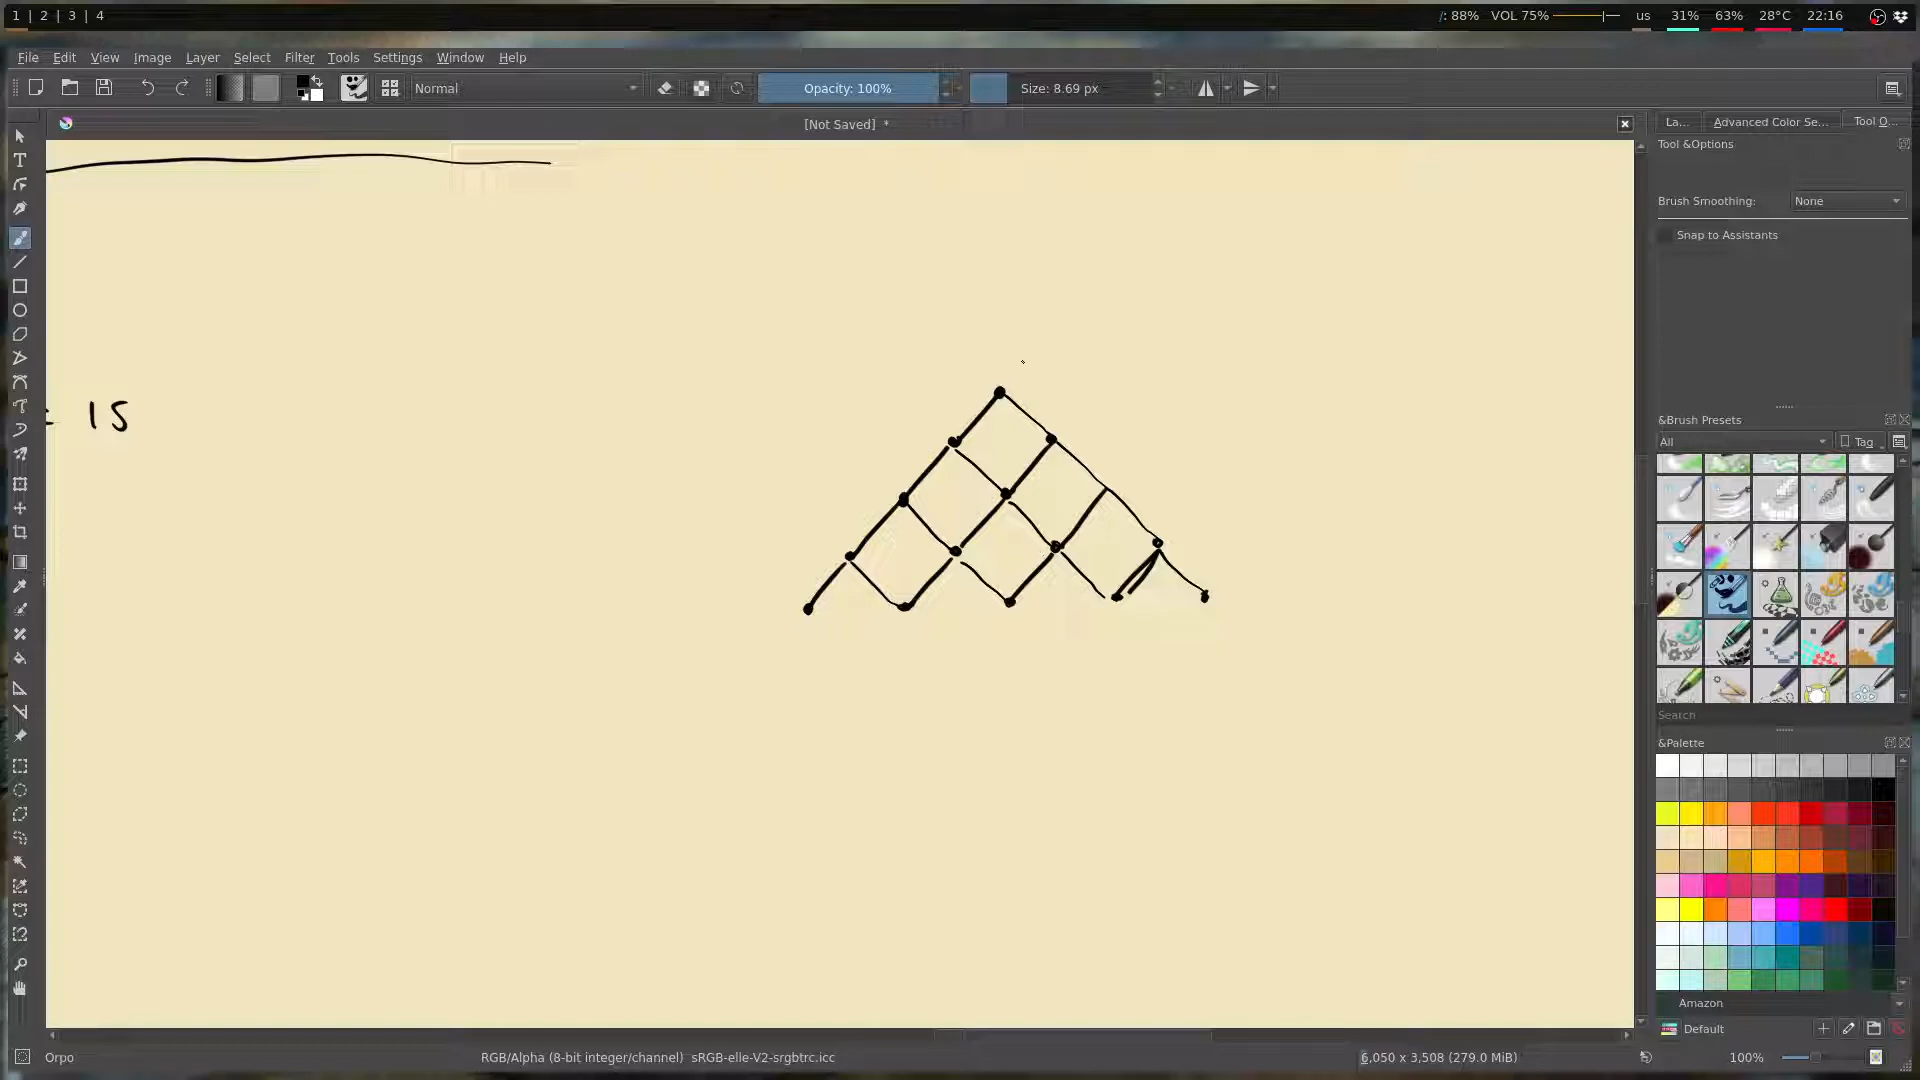 1 | 2 | 3 | 4
/: 88% VOL 75% us 31% 63% 28°C 22:16
File Edit View Image Layer Select Filter Tools Settings Window Help
Normal Opacity: 100% Size: 8.69 px
[Not Saved] *
La... Advanced Color Se... Tool O...
Tool &Options
Brush Smoothing: None
Snap to Assistants
= 15
&Brush Presets
All Tag
Search
&Palette
Amazon
Default
Orpo RGB/Alpha (8-bit integer/channel) sRGB-elle-V2-srgbtrc.icc 6,050 x 3,508 (279.0 MiB) 100%